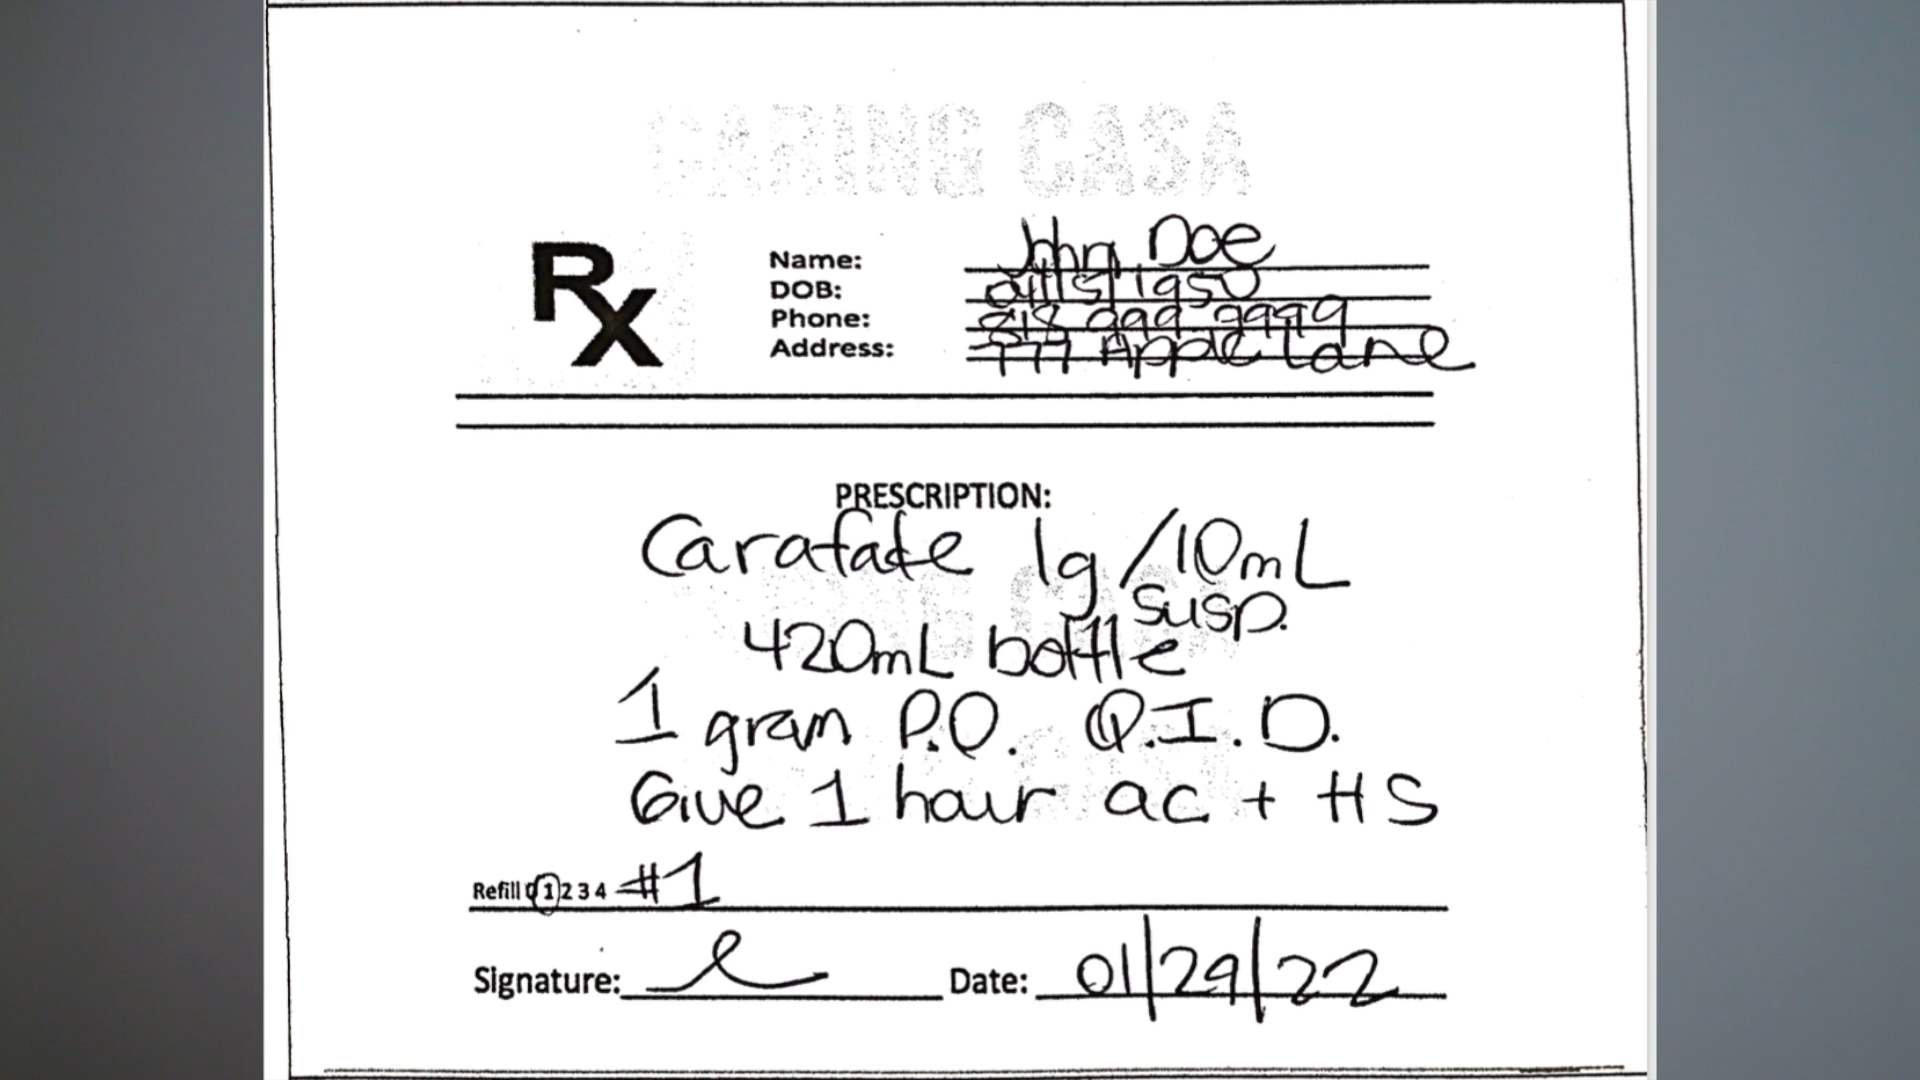 CARING CASA
Rx
Name: John Doe
DOB: 1950
Phone: 818 999 9999
Address: 777 Apple Lane
PRESCRIPTION:
Carafate 1g/10mL
susp.
420mL bottle
1 gram P.O. Q.I.D.
Give 1 hour ac + HS
Refill 0 1 2 3 4 #1
Signature: Date: 01/29/22